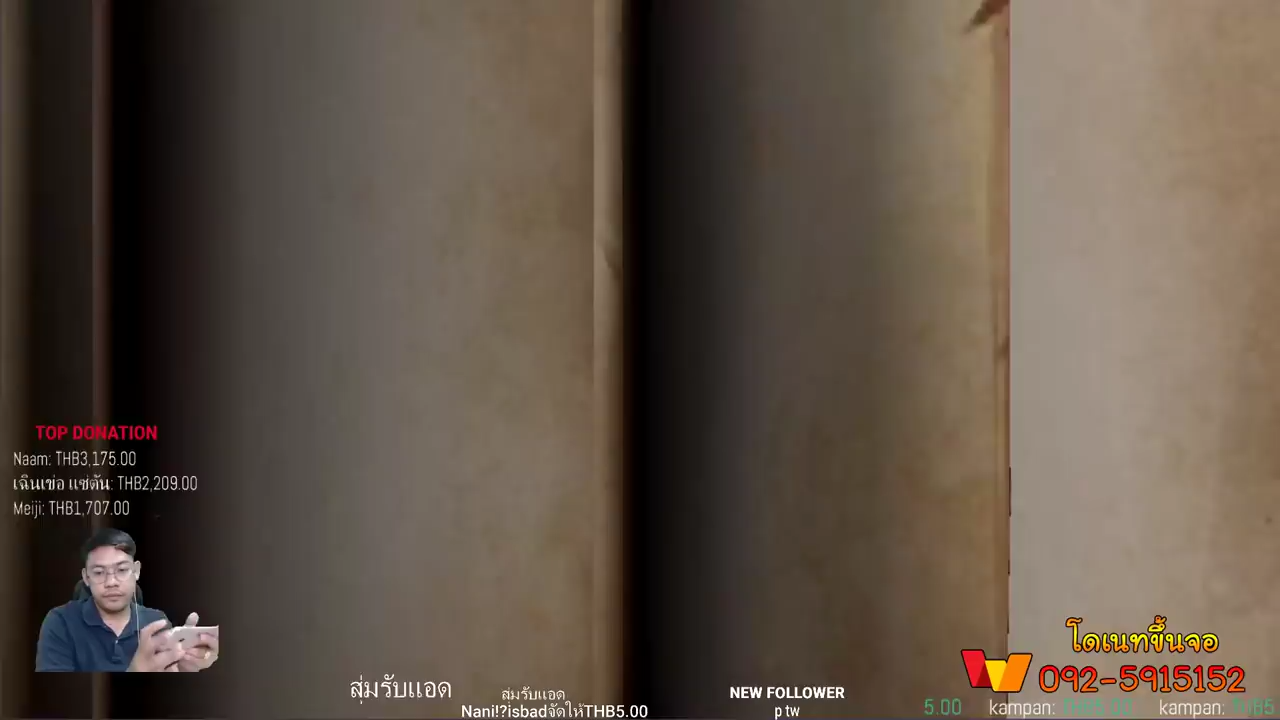 TOP DONATION
Naam: THB3,175.00
เฉินเข่อ แซ่ตัน: THB2,209.00
Meiji: THB1,707.00
สุ่มรับแอด
สุ่มรับแอด
Nani!?isbadจัดให้THB5.00
NEW FOLLOWER
p tw
โดเนทขึ้นจอ
092-5915152
5.00 kampan: THB5.00 kampan: THB5